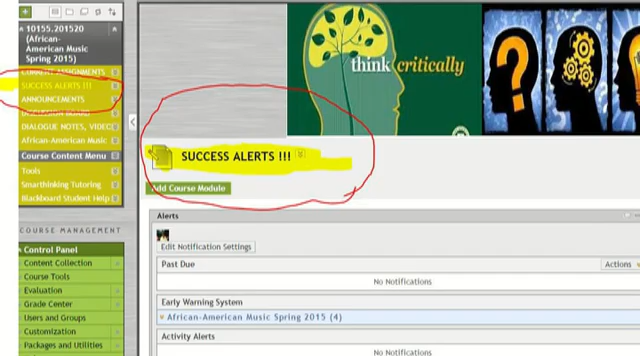 10155.201520
(African-
American Music
Spring 2015)
CURRENT ASSIGNMENTS
SUCCESS ALERTS !!!
ANNOUNCEMENTS
DISCUSSION BOARD
DIALOGUE NOTES, VIDEO
African-American Music
Course Content Menu
Tools
Smarthinking Tutoring
Blackboard Student Help
COURSE MANAGEMENT
Control Panel
Content Collection
Course Tools
Evaluation
Grade Center
Users and Groups
Customization
Packages and Utilities
think critically
?
SUCCESS ALERTS !!!
Add Course Module
Alerts
Edit Notification Settings
Past Due
Actions
No Notifications
Early Warning System
African-American Music Spring 2015 (4)
Activity Alerts
No Notifications